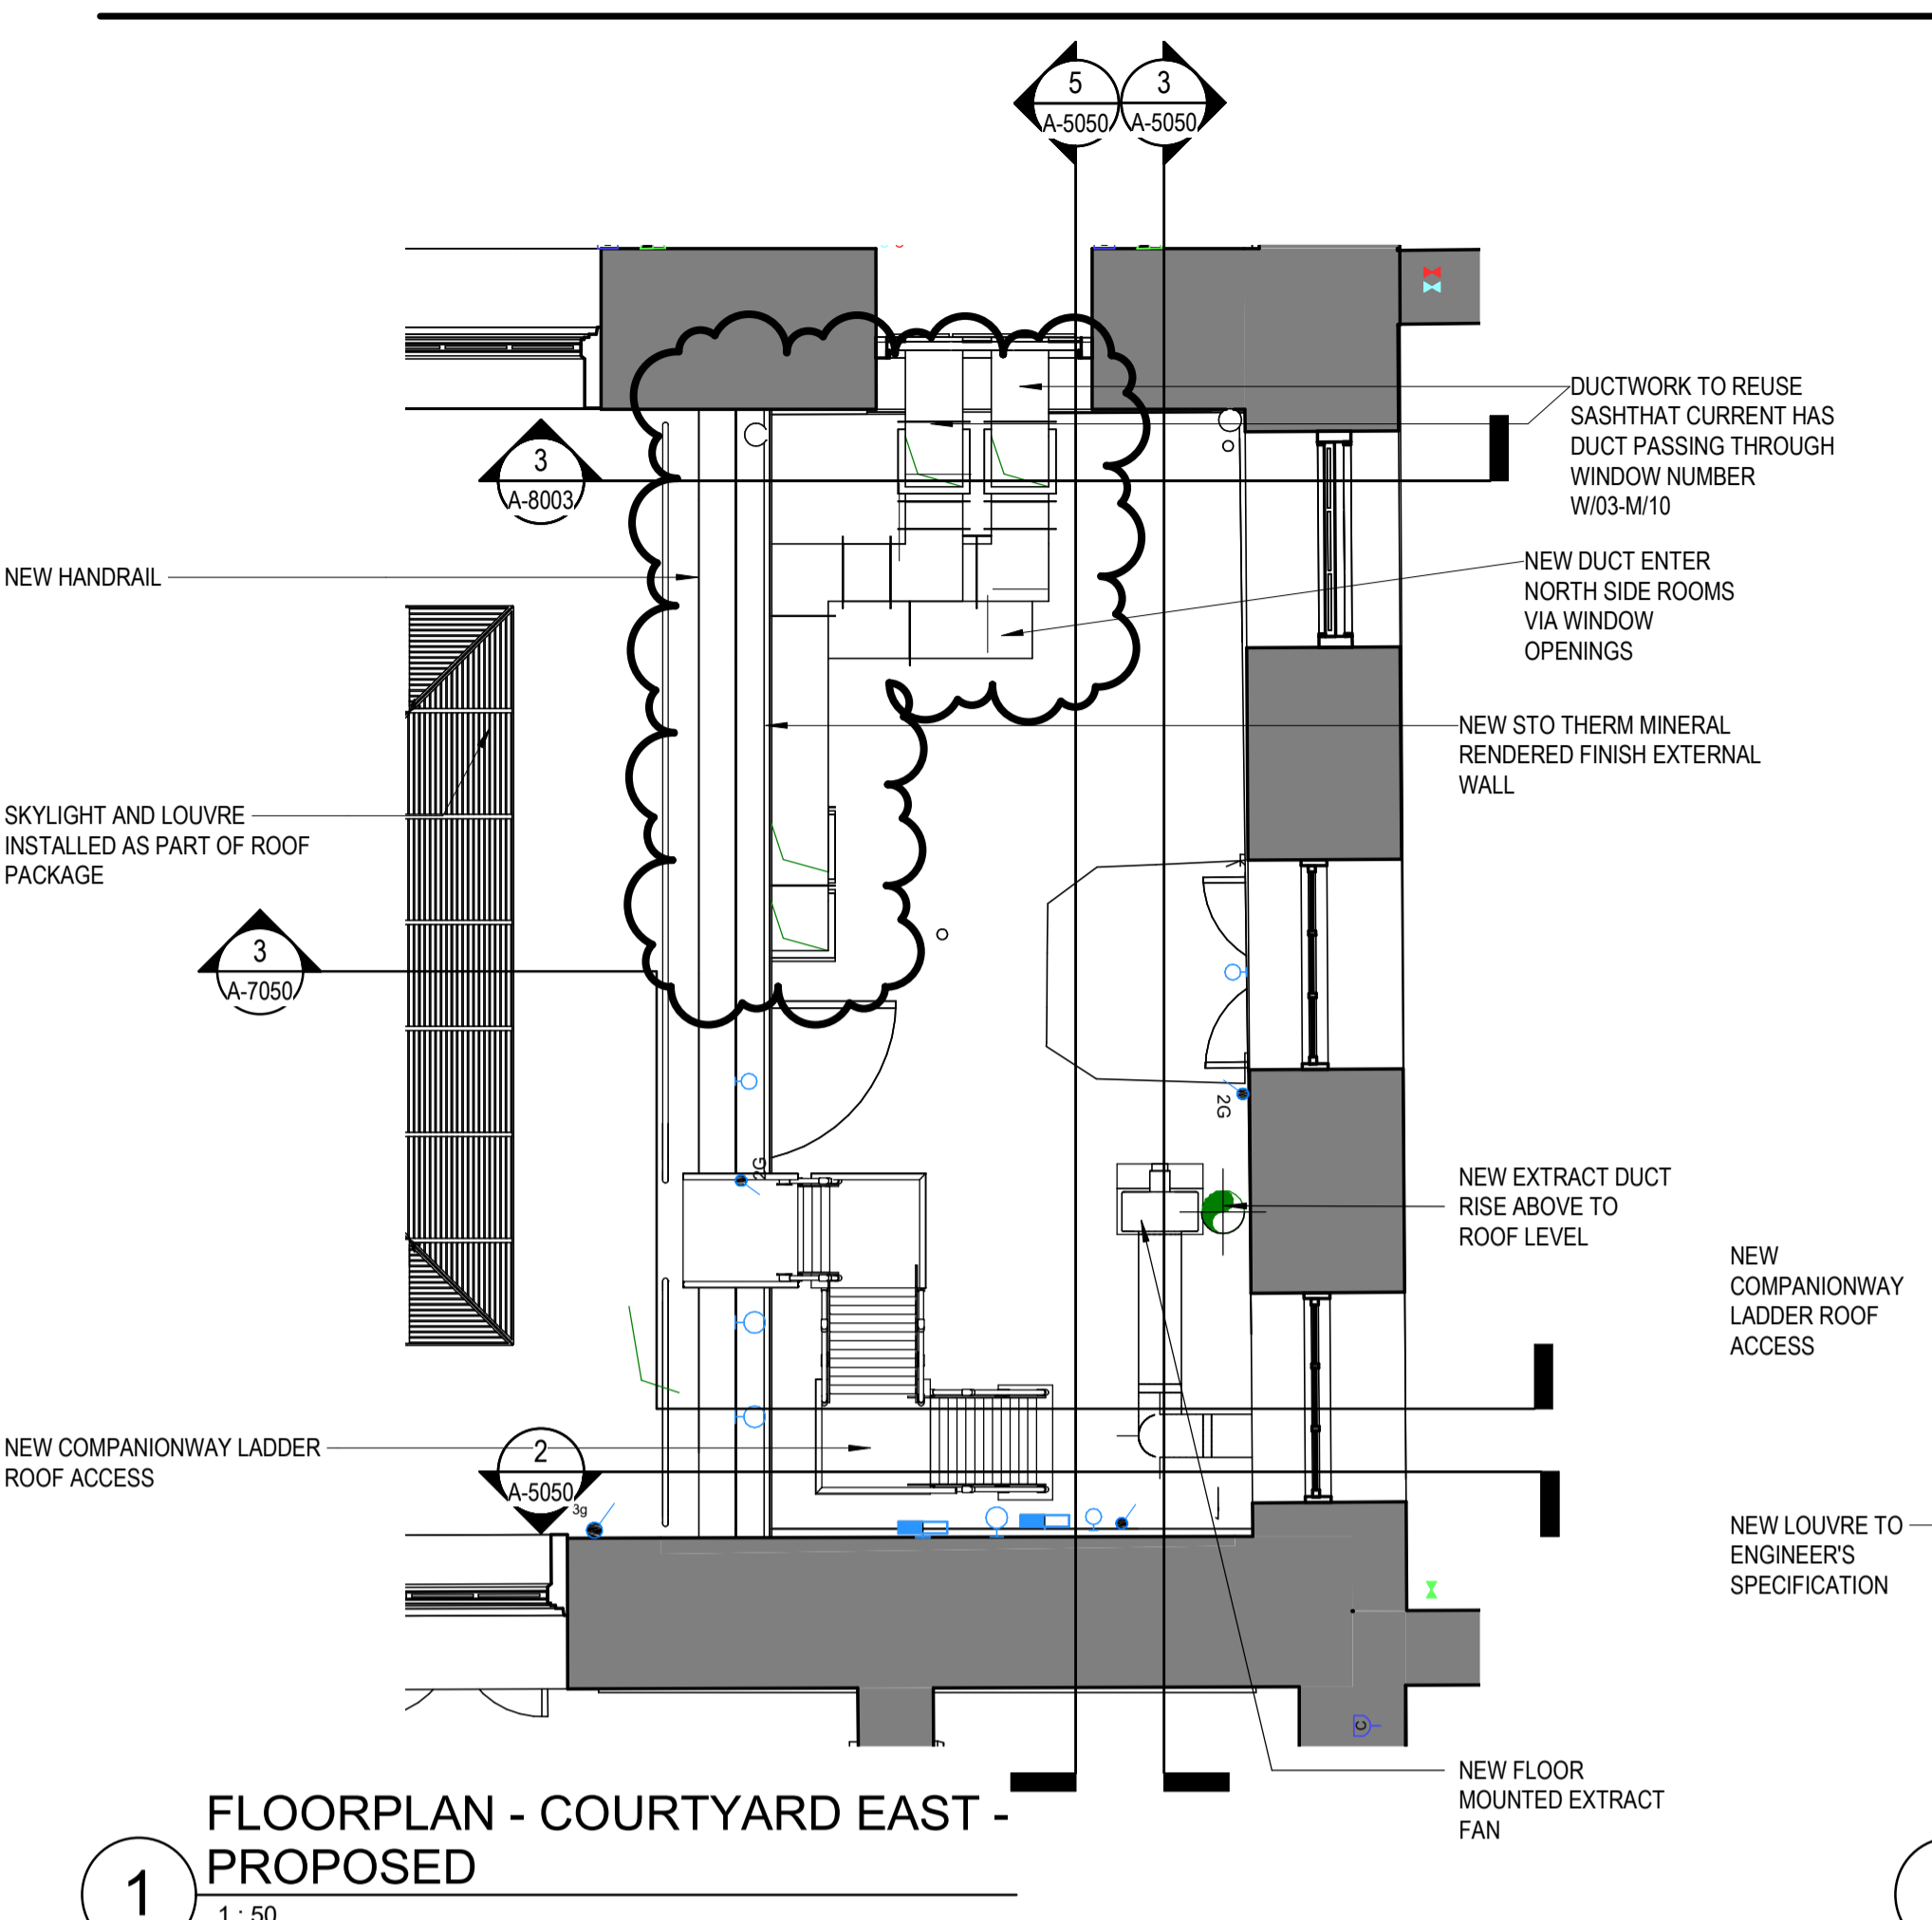 5
A-5050
3
A-5050
3
A-8003
DUCTWORK TO REUSE
SASHTHAT CURRENT HAS
DUCT PASSING THROUGH
WINDOW NUMBER
W/03-M/10
NEW HANDRAIL
NEW DUCT ENTER
NORTH SIDE ROOMS
VIA WINDOW
OPENINGS
NEW STO THERM MINERAL
RENDERED FINISH EXTERNAL
WALL
SKYLIGHT AND LOUVRE
INSTALLED AS PART OF ROOF
PACKAGE
3
A-7050
2G
2G
NEW EXTRACT DUCT
RISE ABOVE TO
ROOF LEVEL
NEW
COMPANIONWAY
LADDER ROOF
ACCESS
NEW COMPANIONWAY LADDER
ROOF ACCESS
2
A-5050
3g
NEW LOUVRE TO
ENGINEER'S
SPECIFICATION
C
NEW FLOOR
MOUNTED EXTRACT
FAN
FLOORPLAN - COURTYARD EAST -
PROPOSED
1
1 : 50